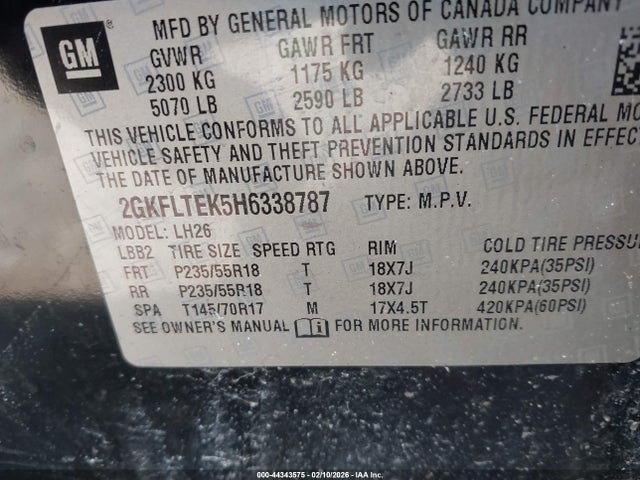 GM
MFD BY GENERAL MOTORS OF CANADA COMPANY
GVWR GAWR FRT GAWR RR
2300 KG 1175 KG 1240 KG
5070 LB 2590 LB 2733 LB
THIS VEHICLE CONFORMS TO ALL APPLICABLE U.S. FEDERAL MO
VEHICLE SAFETY AND THEFT PREVENTION STANDARDS IN EFFECT
THE DATE OF MANUFACTURE SHOWN ABOVE.
2GKFLTEK5H6338787 TYPE: M.P.V.
MODEL: LH26
LBB2 TIRE SIZE SPEED RTG RIM COLD TIRE PRESSU
FRT P235/55R18 T 18X7J 240KPA(35PSI)
RR P235/55R18 T 18X7J 240KPA(35PSI)
SPA T145/70R17 M 17X4.5T 420KPA(60PSI)
SEE OWNER'S MANUAL FOR MORE INFORMATION.
000-44343575 - 02/10/2026 - IAA Inc.